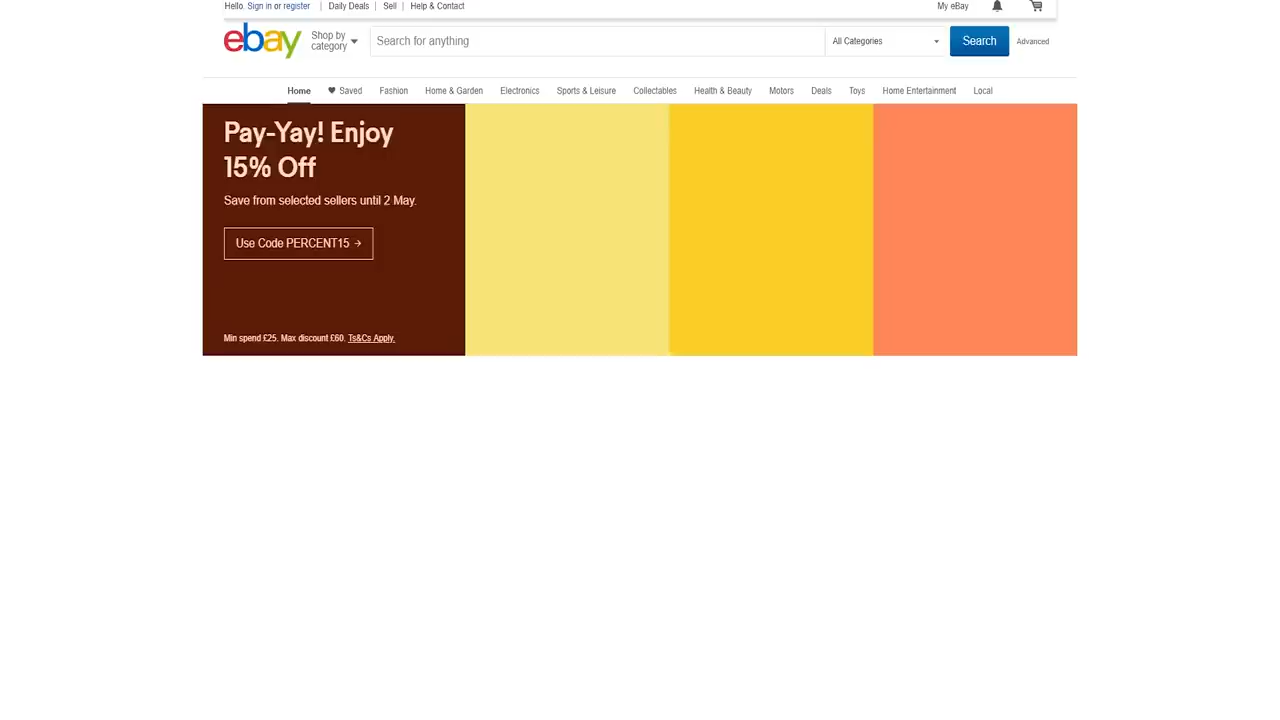 Hello. Sign in or register | Daily Deals | Sell | Help & Contact My eBay
ebay
Shop by
category
Search for anything
All Categories
Search
Advanced
Home Saved Fashion Home & Garden Electronics Sports & Leisure Collectables Health & Beauty Motors Deals Toys Home Entertainment Local
Pay-Yay! Enjoy
15% Off
Save from selected sellers until 2 May.
Use Code PERCENT15 →
Min spend £25. Max discount £60. Ts&Cs Apply.